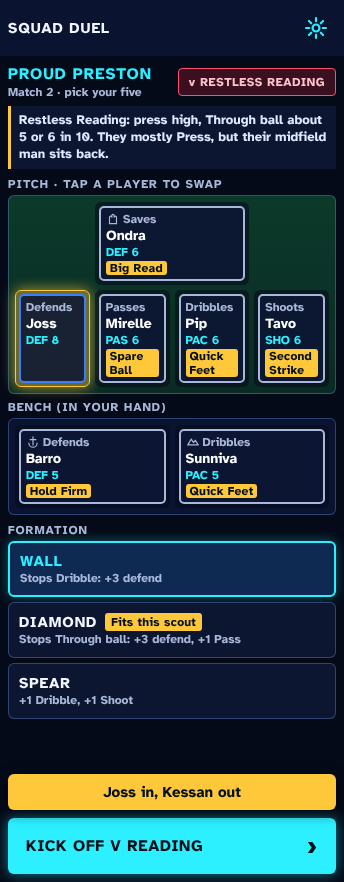 SQUAD DUEL
PROUD PRESTON
Match 2 · pick your five
v RESTLESS READING
Restless Reading: press high, Through ball about
5 or 6 in 10. They mostly Press, but their midfield
man sits back.
PITCH · TAP A PLAYER TO SWAP
Saves
Ondra
DEF 6
Big Read
Defends
Joss
DEF 8
Passes
Mirelle
PAS 6
Spare
Ball
Dribbles
Pip
PAC 6
Quick
Feet
Shoots
Tavo
SHO 6
Second
Strike
BENCH (IN YOUR HAND)
Defends
Barro
DEF 5
Hold Firm
Dribbles
Sunniva
PAC 5
Quick Feet
FORMATION
WALL
Stops Dribble: +3 defend
DIAMOND Fits this scout
Stops Through ball: +3 defend, +1 Pass
SPEAR
+1 Dribble, +1 Shoot
Joss in, Kessan out
KICK OFF V READING ›